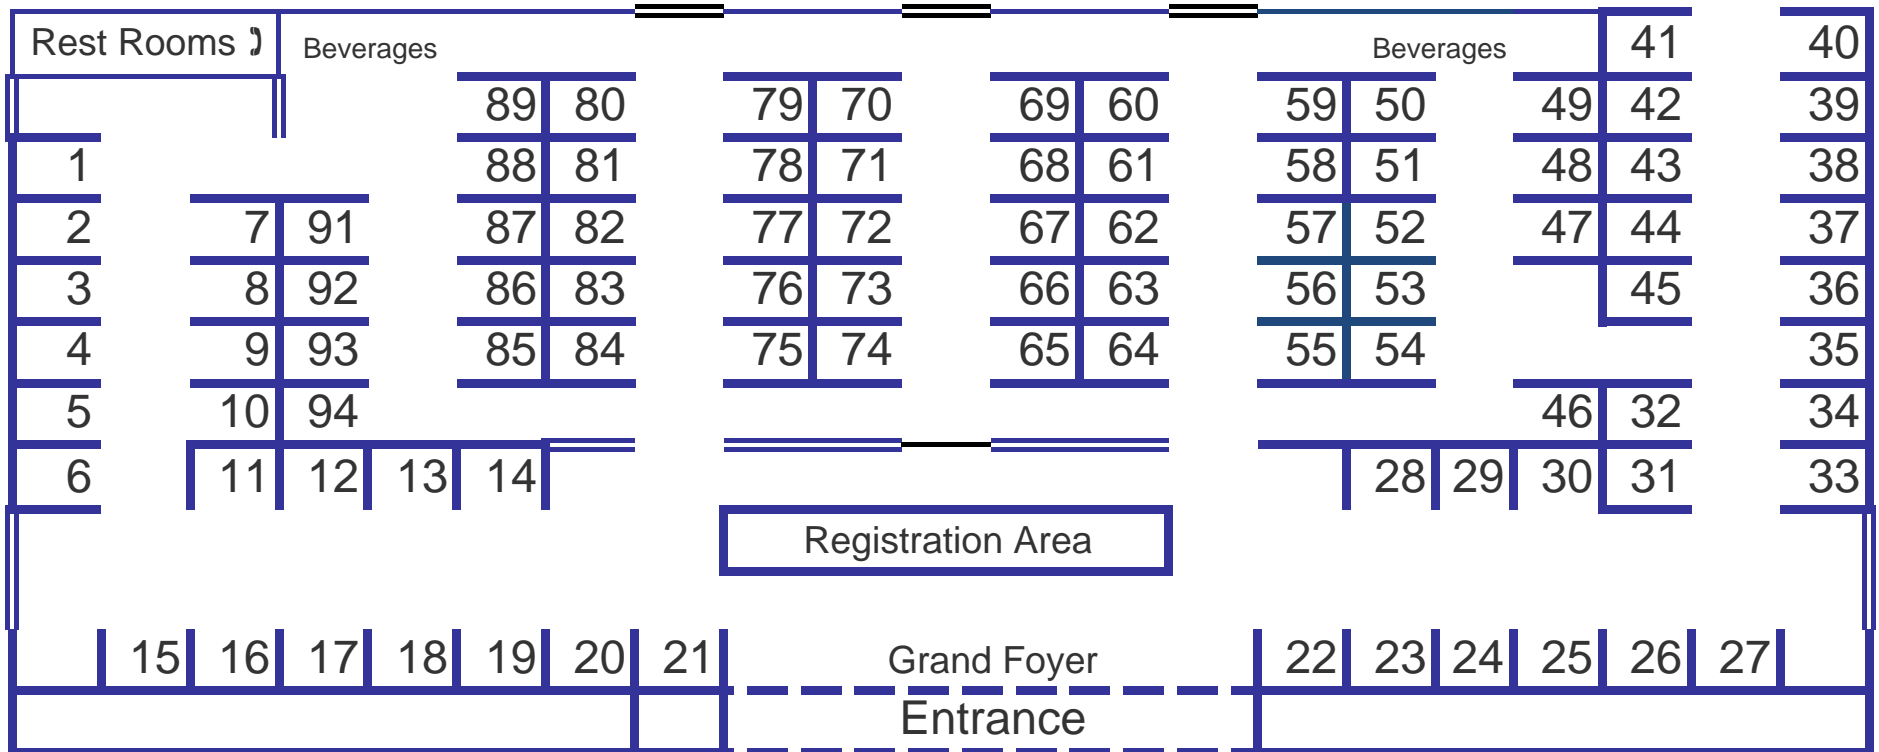 Rest Rooms
Beverages
Beverages
41 40
89 80 79 70 69 60 59 50 49 42 39
1 88 81 78 71 68 61 58 51 48 43 38
2 7 91 87 82 77 72 67 62 57 52 47 44 37
3 8 92 86 83 76 73 66 63 56 53 45 36
4 9 93 85 84 75 74 65 64 55 54 35
5 10 94 46 32 34
6 11 12 13 14 28 29 30 31 33
Registration Area
15 16 17 18 19 20 21 Grand Foyer 22 23 24 25 26 27
Entrance